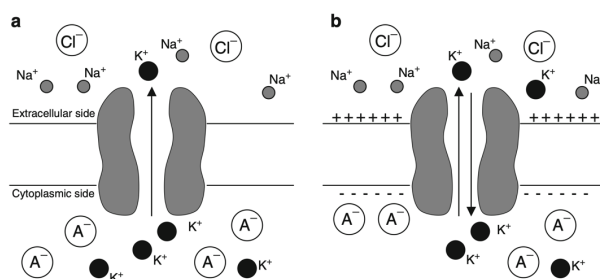 a
Cl⁻
Cl⁻
K⁺
Na⁺
Na⁺
Na⁺
Na⁺
Extracellular side
Cytoplasmic side
K⁺
A⁻
A⁻
K⁺
A⁻
K⁺
A⁻
K⁺
b
Cl⁻
Cl⁻
K⁺
Na⁺
Na⁺
Na⁺
K⁺
Na⁺
+ + + + + +
+ + + + + +
- - - - - -
- - - - - -
A⁻
A⁻
K⁺
A⁻
K⁺
A⁻
K⁺